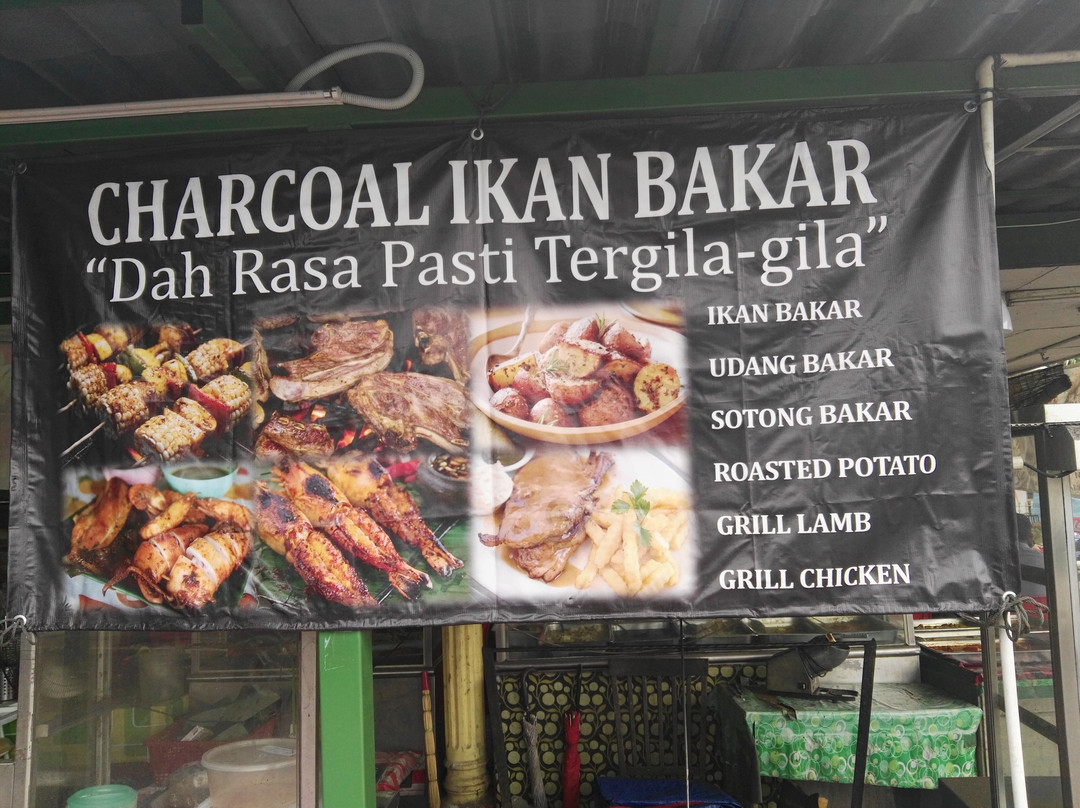 CHARCOAL IKAN BAKAR
“Dah Rasa Pasti Tergila-gila”
IKAN BAKAR
UDANG BAKAR
SOTONG BAKAR
ROASTED POTATO
GRILL LAMB
GRILL CHICKEN